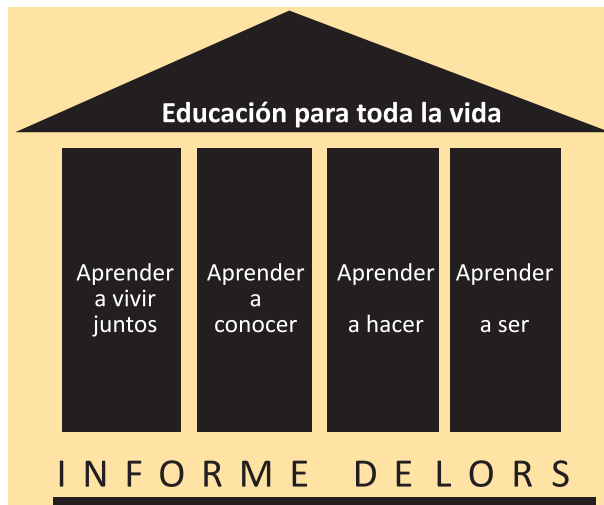 Educación para toda la vida
Aprender
a vivir
juntos
Aprender
a
conocer
Aprender
a hacer
Aprender
a ser
INFORME DELORS